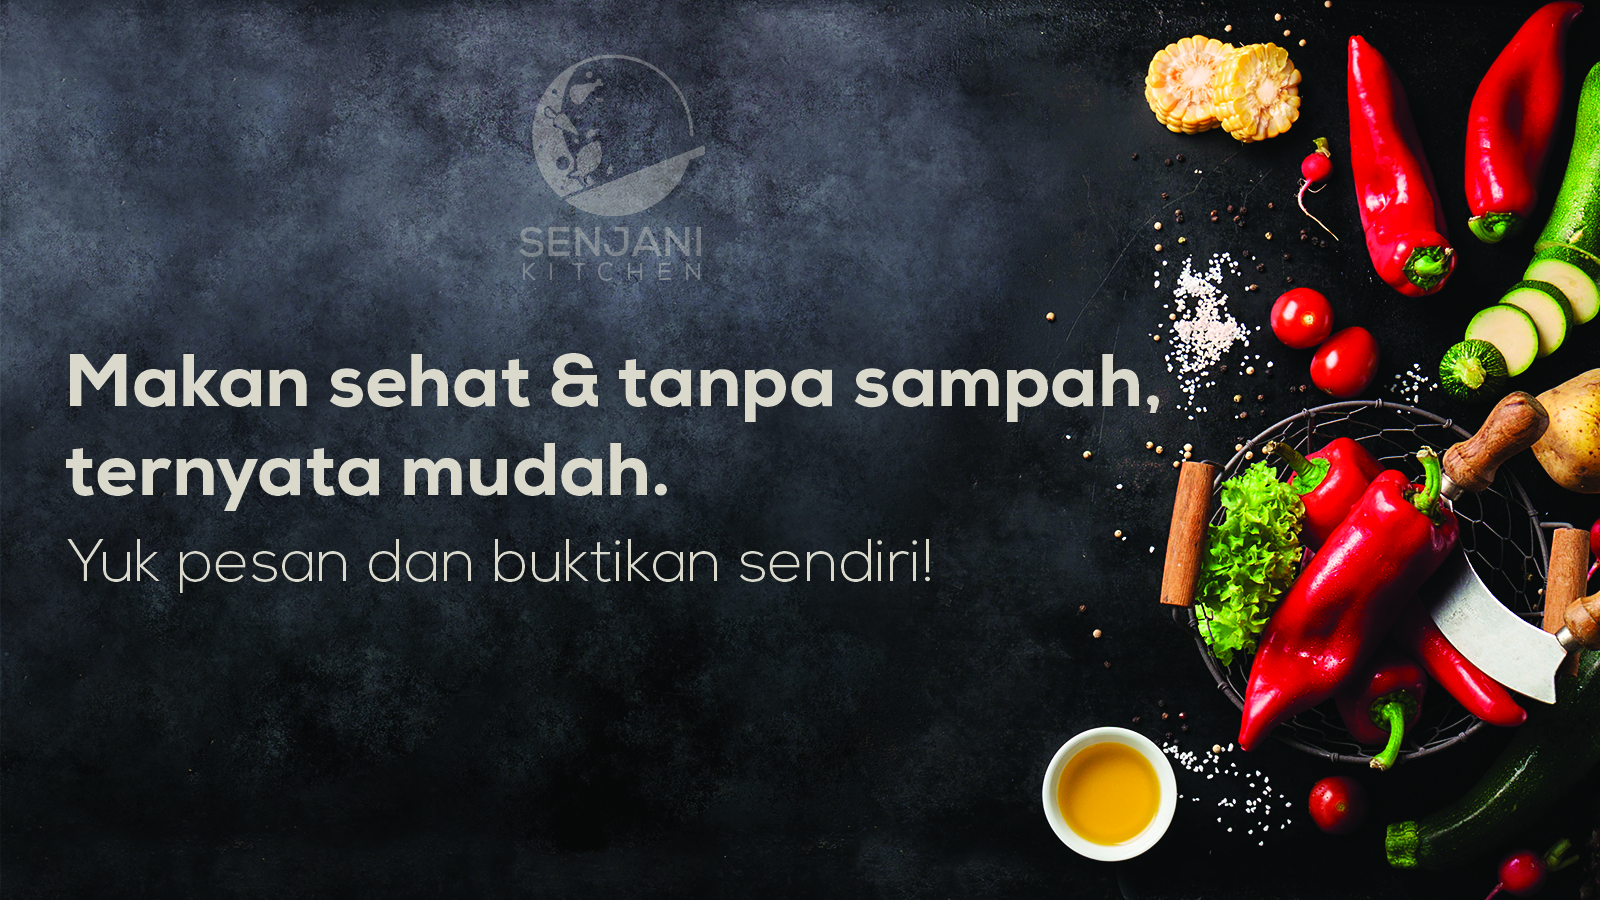 SENJANI
KITCHEN
Makan sehat & tanpa sampah,
ternyata mudah.
Yuk pesan dan buktikan sendiri!